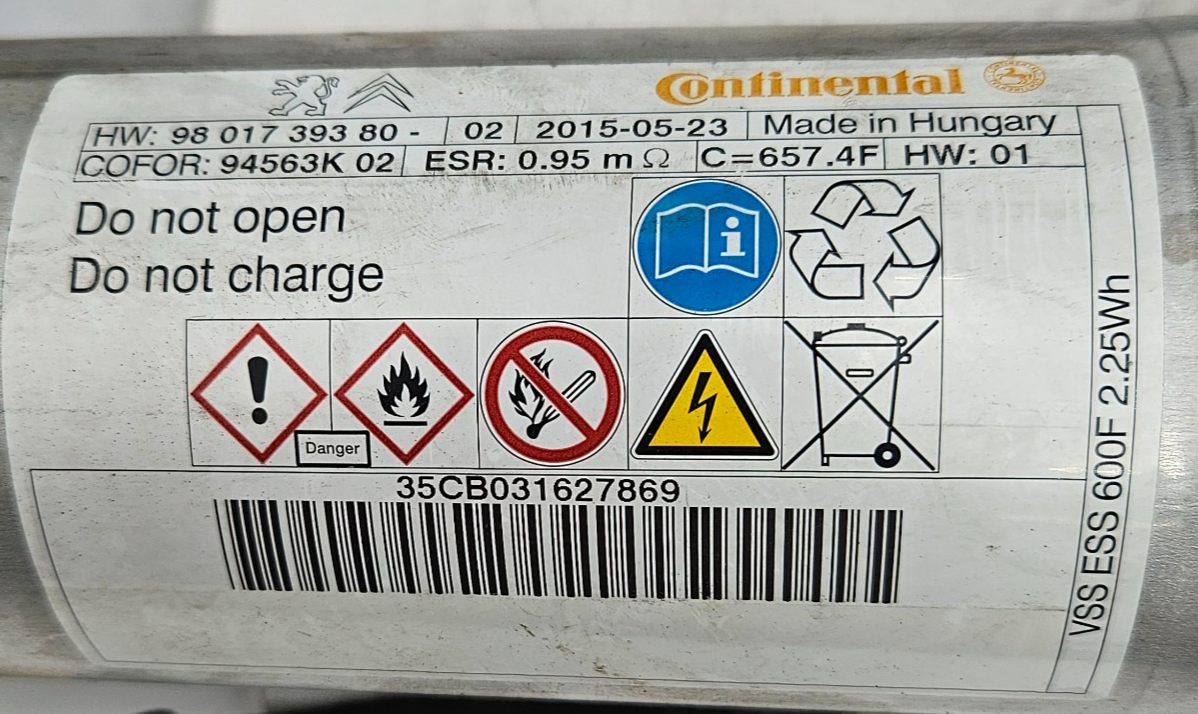 Continental
HW: 98 017 393 80 - 02 2015-05-23 Made in Hungary
COFOR: 94563K 02 ESR: 0.95 m Ω C=657.4F HW: 01
Do not open
Do not charge
i
Danger
35CB031627869
VSS ESS 600F 2.25Wh